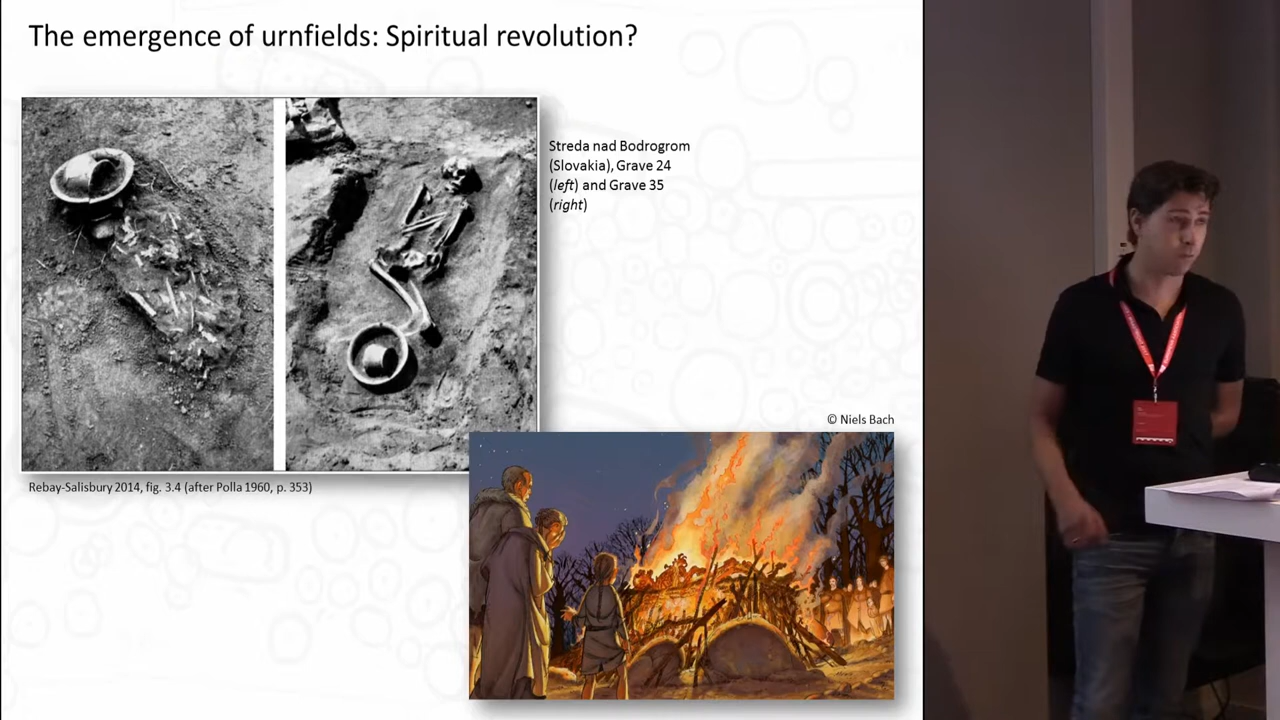 The emergence of urnfields: Spiritual revolution?
Streda nad Bodrogrom
(Slovakia), Grave 24
(left) and Grave 35
(right)
© Niels Bach
Rebay-Salisbury 2014, fig. 3.4 (after Polla 1960, p. 353)